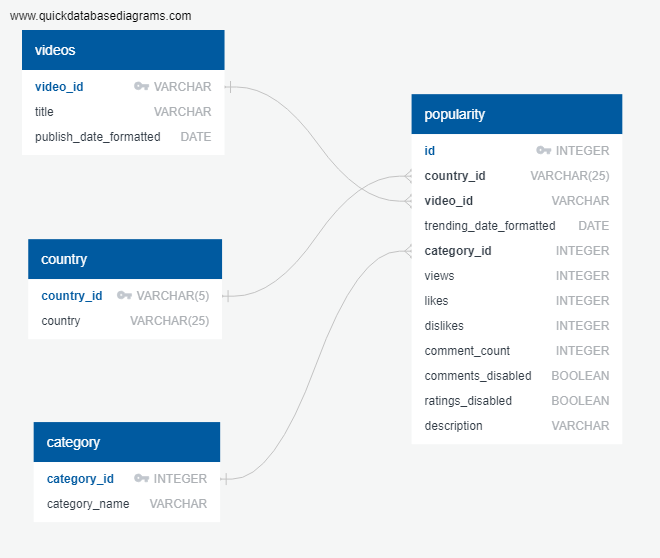 www.quickdatabasediagrams.com
videos
video_id VARCHAR
title VARCHAR
publish_date_formatted DATE
country
country_id VARCHAR(5)
country VARCHAR(25)
category
category_id INTEGER
category_name VARCHAR
popularity
id INTEGER
country_id VARCHAR(25)
video_id VARCHAR
trending_date_formatted DATE
category_id INTEGER
views INTEGER
likes INTEGER
dislikes INTEGER
comment_count INTEGER
comments_disabled BOOLEAN
ratings_disabled BOOLEAN
description VARCHAR